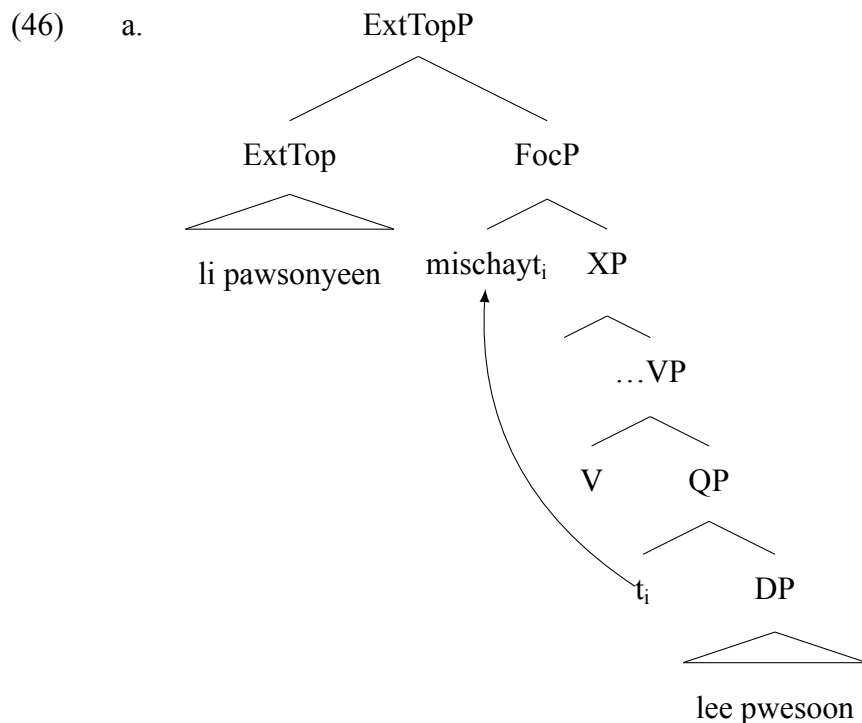 (46) a. ExtTopP
ExtTop FocP
li pawsonyeen mischaytᵢ XP
…VP
V QP
tᵢ DP
lee pwesoon